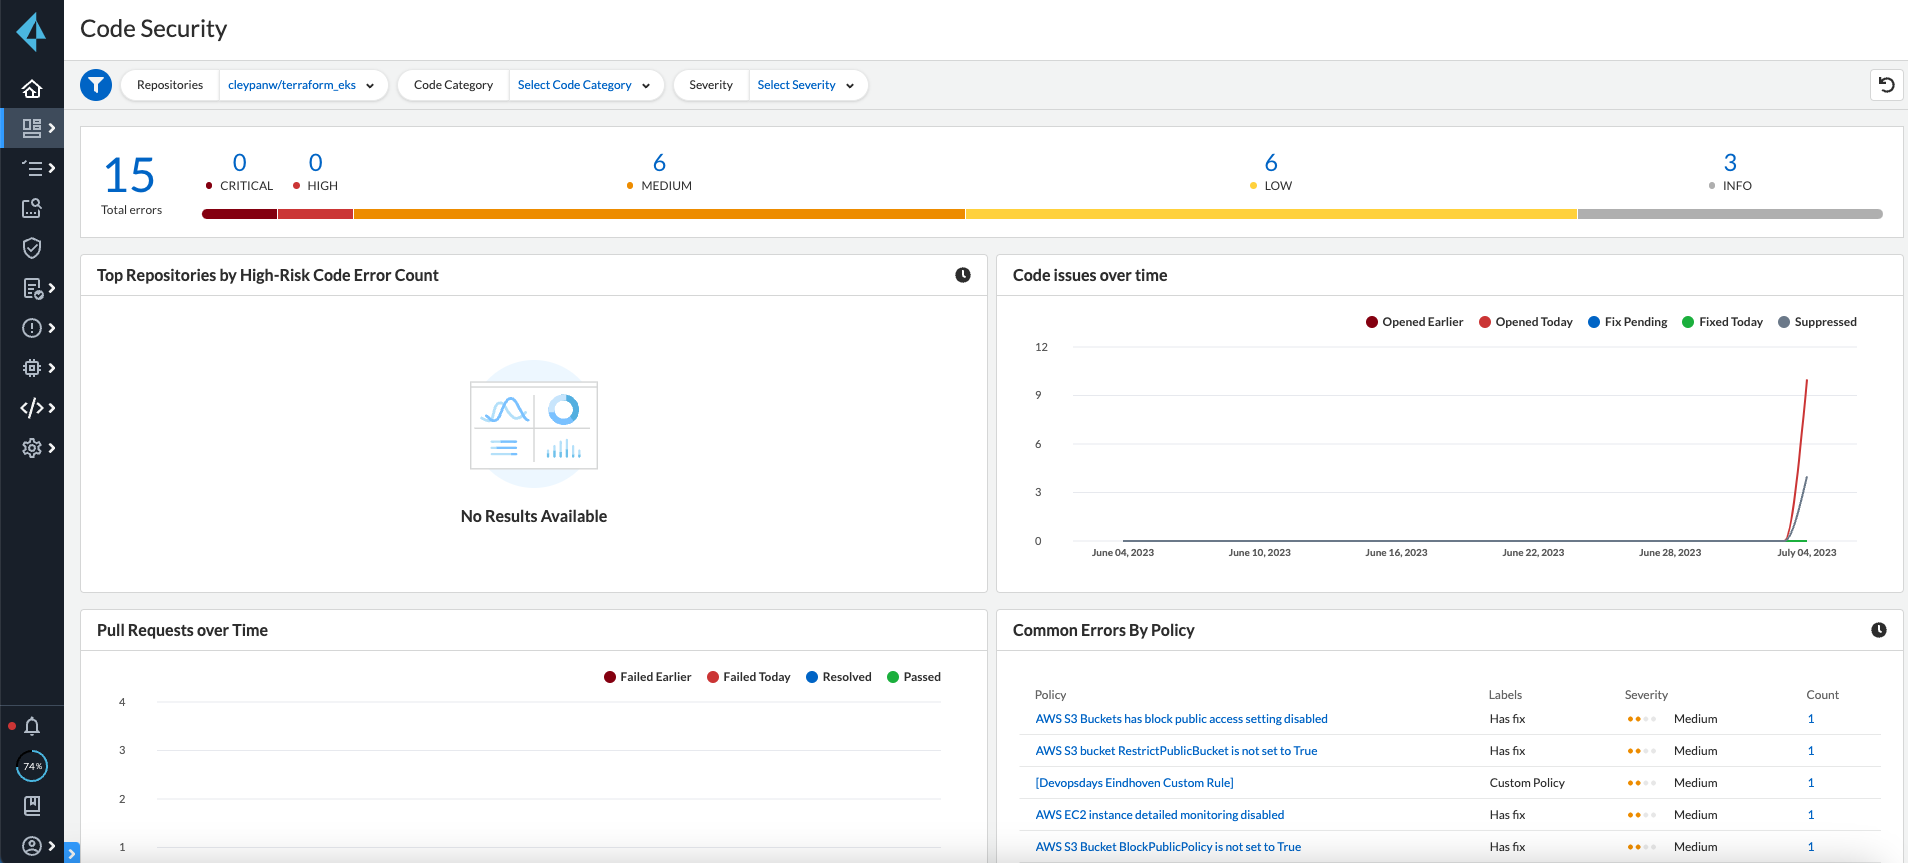 Code Security
Repositories cleypanw/terraform_eks Code Category Select Code Category Severity Select Severity
15
Total errors
0
CRITICAL
0
HIGH
6
MEDIUM
6
LOW
3
INFO
Top Repositories by High-Risk Code Error Count
No Results Available
Code issues over time
Opened Earlier Opened Today Fix Pending Fixed Today Suppressed
12
9
6
3
0
June 04, 2023 June 10, 2023 June 16, 2023 June 22, 2023 June 28, 2023 July 04, 2023
Pull Requests over Time
Failed Earlier Failed Today Resolved Passed
4
3
2
1
Common Errors By Policy
Policy Labels Severity Count
AWS S3 Buckets has block public access setting disabled Has fix Medium 1
AWS S3 bucket RestrictPublicBucket is not set to True Has fix Medium 1
[Devopsdays Eindhoven Custom Rule] Custom Policy Medium 1
AWS EC2 instance detailed monitoring disabled Has fix Medium 1
AWS S3 Bucket BlockPublicPolicy is not set to True Has fix Medium 1
74%